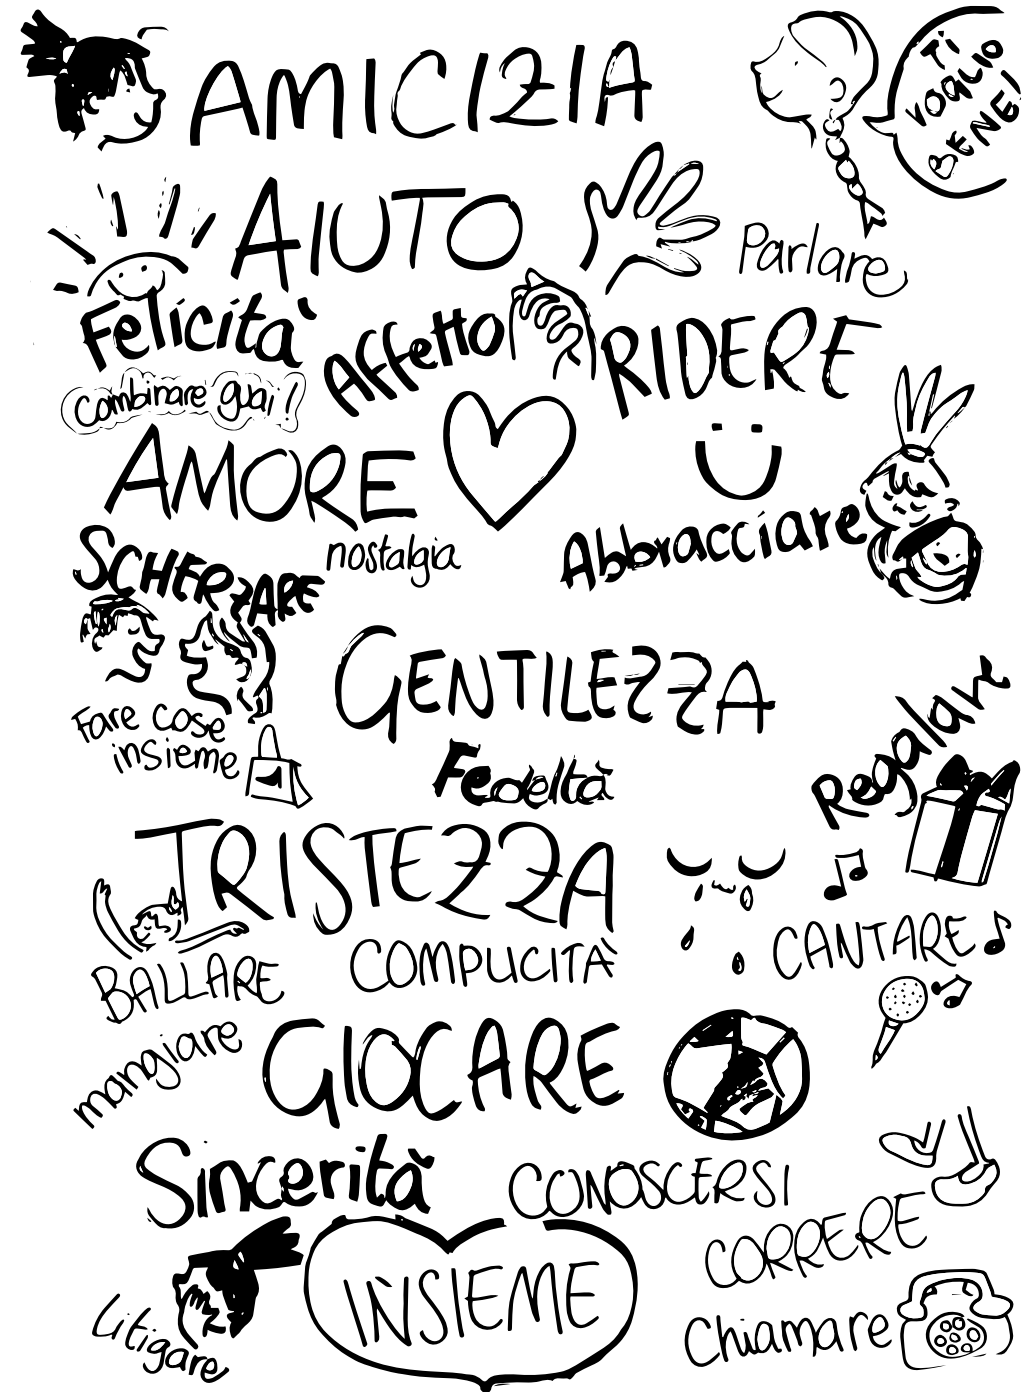 AMICIZIA
TI
VOGLIO
BENE!
AIUTO
Parlare
Felicità
Affetto
RIDERE
combinare guai!
AMORE
nostalgia
Abbracciare
SCHERZARE
GENTILEZZA
Fare cose
insieme
Fedeltà
Regalare
TRISTEZZA
BALLARE
COMPLICITÀ
CANTARE
mangiare
GIOCARE
Sincerità
CONOSCERSI
CORRERE
INSIEME
Litigare
Chiamare